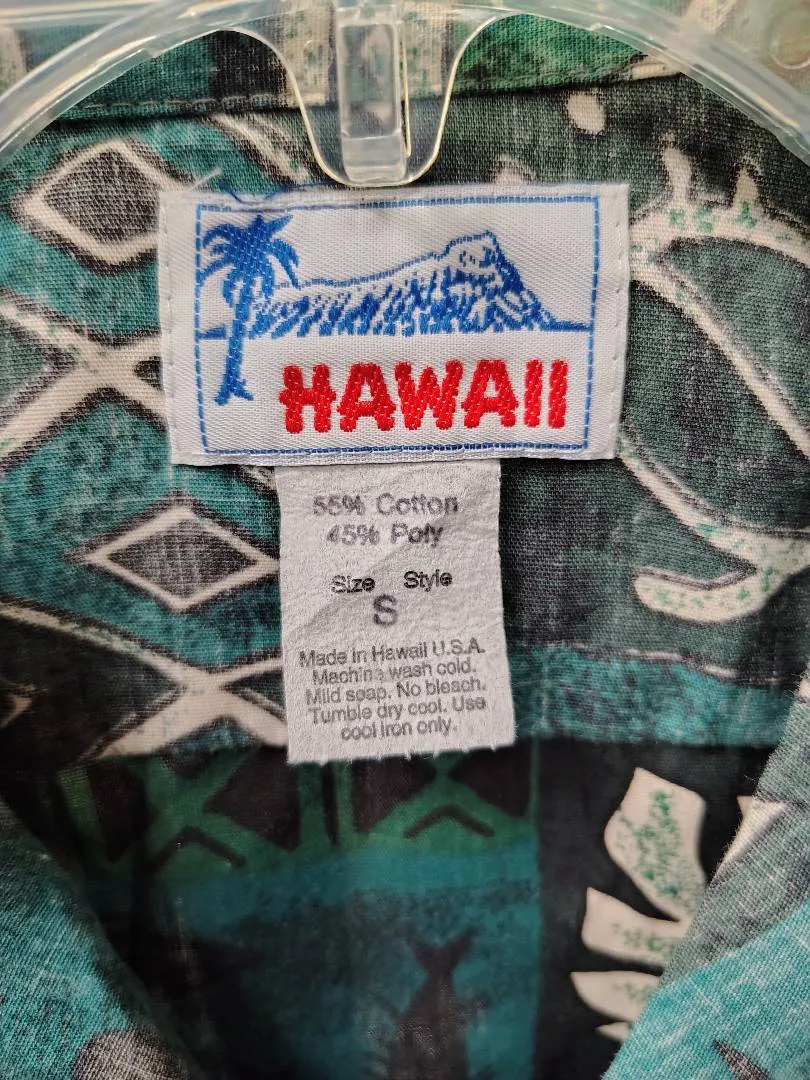 HAWAII
55% Cotton
45% Poly
Size Style
S
Made in Hawaii U.S.A.
Machine wash cold.
Mild soap. No bleach.
Tumble dry cool. Use
cool iron only.